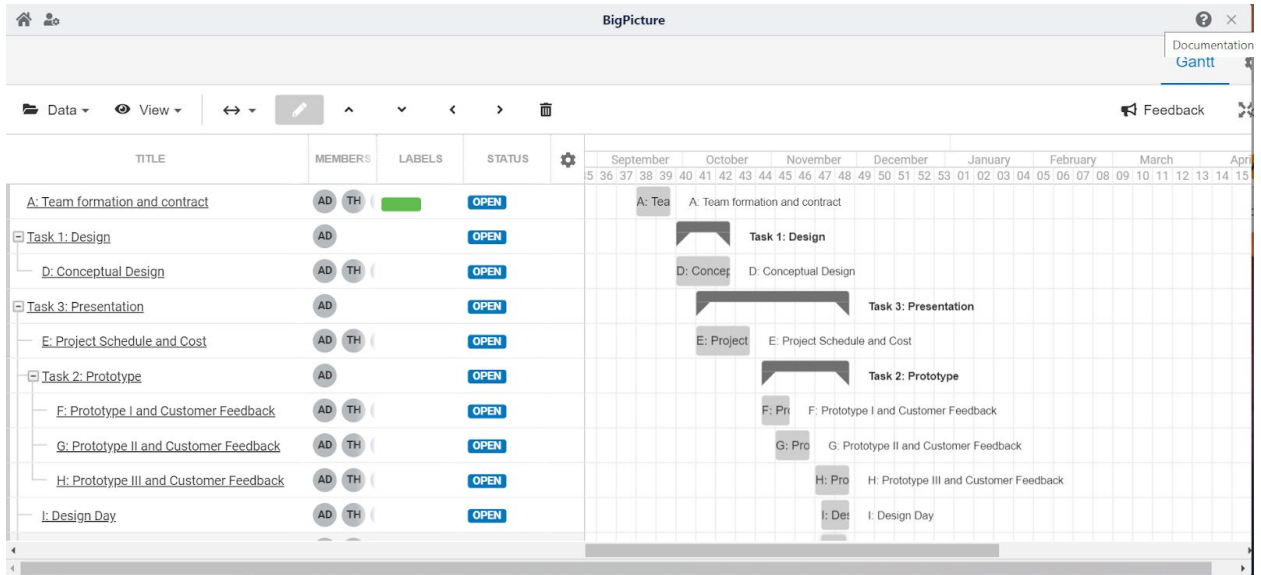 BigPicture
Documentation
Gantt
Data View Feedback
TITLE MEMBERS LABELS STATUS
September October November December January February March Apri
35 36 37 38 39 40 41 42 43 44 45 46 47 48 49 50 51 52 53 01 02 03 04 05 06 07 08 09 10 11 12 13 14 15
A: Team formation and contract AD TH OPEN A: Tea A: Team formation and contract
Task 1: Design AD OPEN Task 1: Design
D: Conceptual Design AD TH OPEN D: Concep D: Conceptual Design
Task 3: Presentation AD OPEN Task 3: Presentation
E: Project Schedule and Cost AD TH OPEN E: Project E: Project Schedule and Cost
Task 2: Prototype AD OPEN Task 2: Prototype
F: Prototype I and Customer Feedback AD TH OPEN F: Pro F: Prototype I and Customer Feedback
G: Prototype II and Customer Feedback AD TH OPEN G: Pro G: Prototype II and Customer Feedback
H: Prototype III and Customer Feedback AD TH OPEN H: Pro H: Prototype III and Customer Feedback
I: Design Day AD TH OPEN I: Des I: Design Day